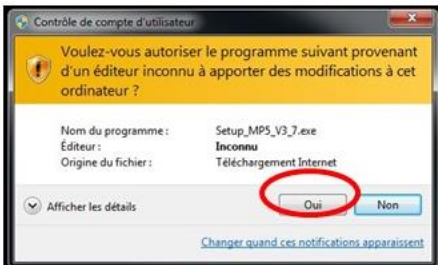 Contrôle de compte d'utilisateur
Voulez-vous autoriser le programme suivant provenant
d'un éditeur inconnu à apporter des modifications à cet
ordinateur ?
Nom du programme : Setup_MP5_V3_7.exe
Éditeur : Inconnu
Origine du fichier : Téléchargement Internet
Afficher les détails Oui Non
Changer quand ces notifications apparaissent